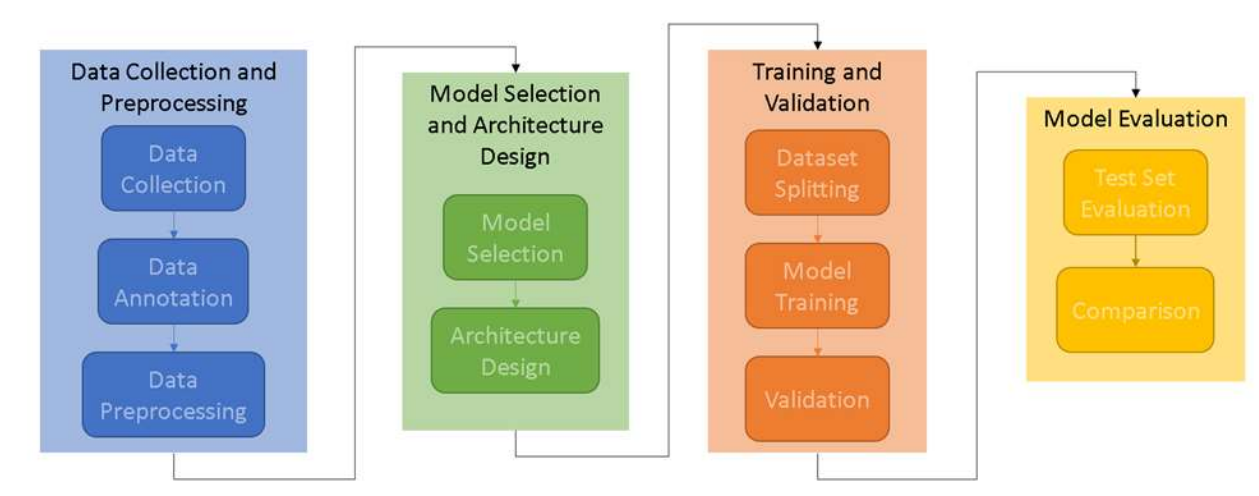 Data Collection and
Preprocessing
Data
Collection
Data
Annotation
Data
Preprocessing
Model Selection
and Architecture
Design
Model
Selection
Architecture
Design
Training and
Validation
Dataset
Splitting
Model
Training
Validation
Model Evaluation
Test Set
Evaluation
Comparison